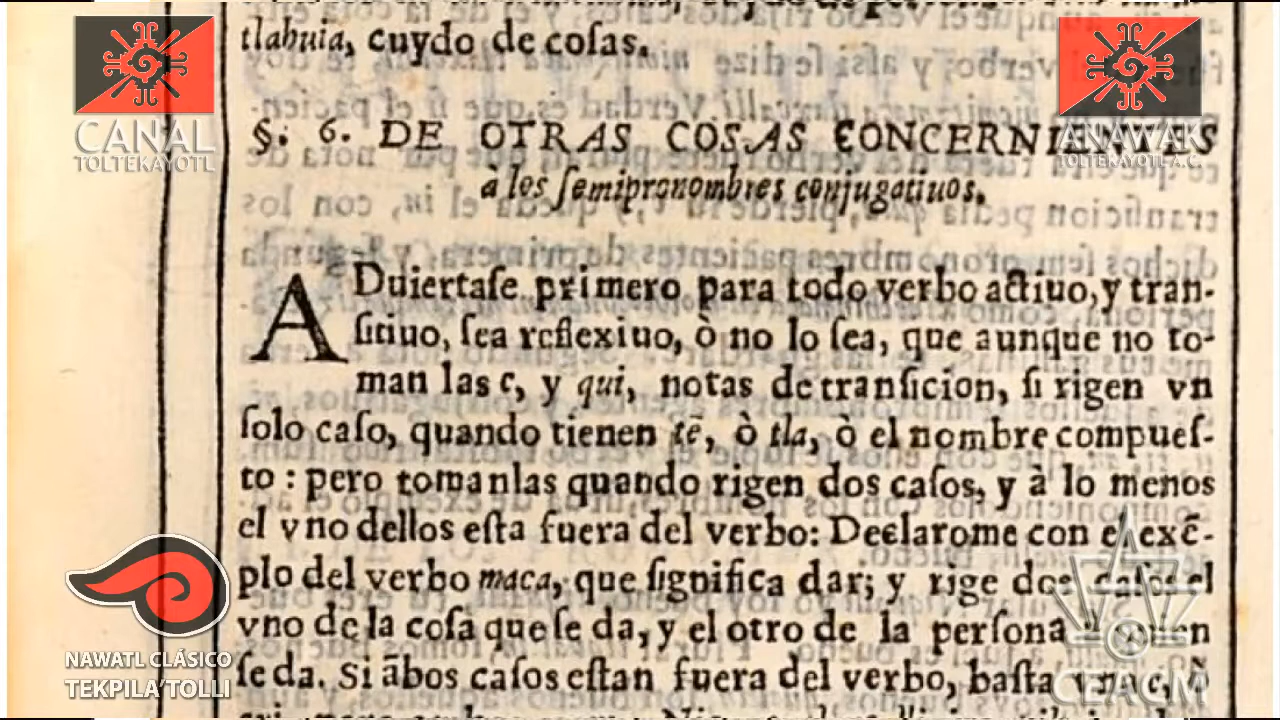 tlahuia, cuydo de cosas.
§. 6. DE OTRAS COSAS CONCERNIENTES
à los semipronombres conjugatiuos.
ADuiertase primero para todo verbo actiuo, y tran-
sitiuo, sea reflexiuo, ò no lo sea, que aunque no to-
man las c, y qui, notas de transicion, si rigen vn
solo caso, quando tienen tē, ò tla, ò el nombre compues-
to : pero tomanlas quando rigen dos casos, y à lo menos
el vno dellos esta fuera del verbo: Declarome con el exē-
plo del verbo maca, que significa dar; y rige dos casos el
vno de la cosa que se da, y el otro de la persona
se da. Si ābos casos estan fuera del verbo, basta vna c, ò
CANAL
TOLTEKAYOTL
ANAWAK
TOLTEKAYOTL A.C.
NAWATL CLÁSICO
TEKPILA'TOLLI
CEACM